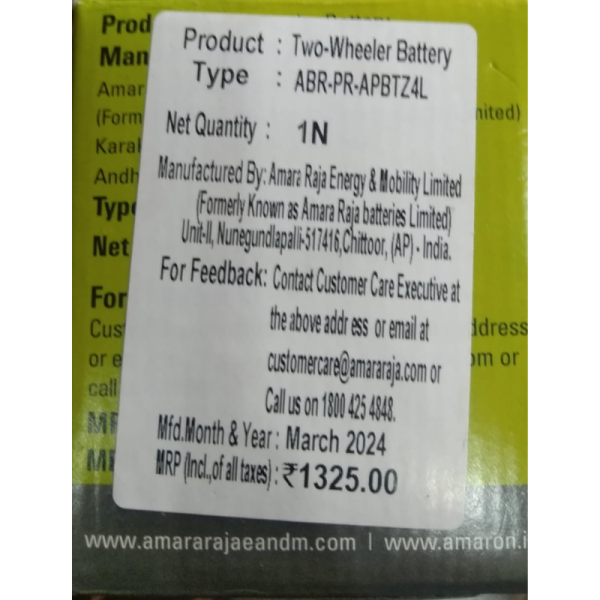 Prod
Man
Amar
(Form
Karak
Andh
Type
Net
For
Cus
or e
call
nited)
ddress
om or
Product : Two-Wheeler Battery
Type : ABR-PR-APBTZ4L
Net Quantity : 1N
Manufactured By: Amara Raja Energy & Mobility Limited
(Formerly Known as Amara Raja batteries Limited)
Unit-II, Nunegundlapalli-517416,Chittoor, (AP) - India.
For Feedback: Contact Customer Care Executive at
the above addr ess or email at
customercare@amararaja.com or
Call us on 1800 425 4848.
Mfd.Month & Year : March 2024
MRP (Incl.,of all taxes) : ₹1325.00
www.amararajaeandm.com | www.amaron.i